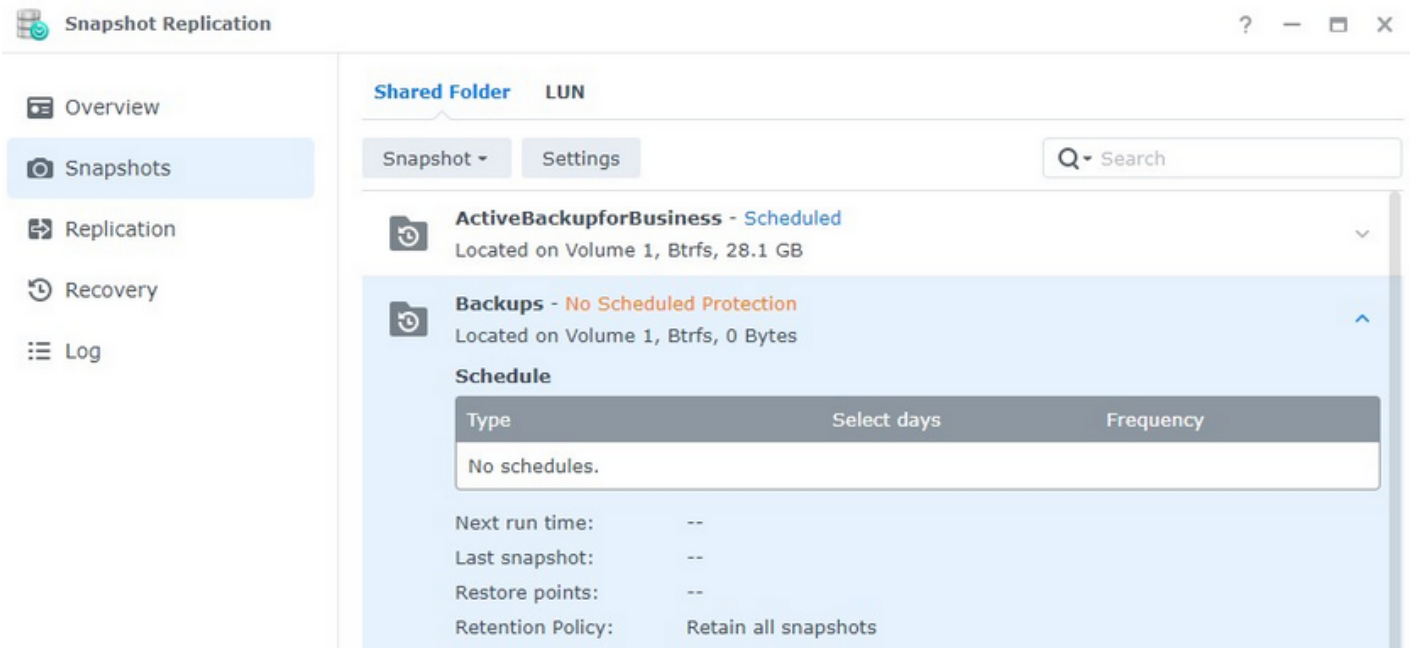 Snapshot Replication
?
Overview
Snapshots
Replication
Recovery
Log
Shared Folder LUN
Snapshot Settings Search
ActiveBackupforBusiness - Scheduled
Located on Volume 1, Btrfs, 28.1 GB
Backups - No Scheduled Protection
Located on Volume 1, Btrfs, 0 Bytes
Schedule
Type Select days Frequency
No schedules.
Next run time: --
Last snapshot: --
Restore points: --
Retention Policy: Retain all snapshots